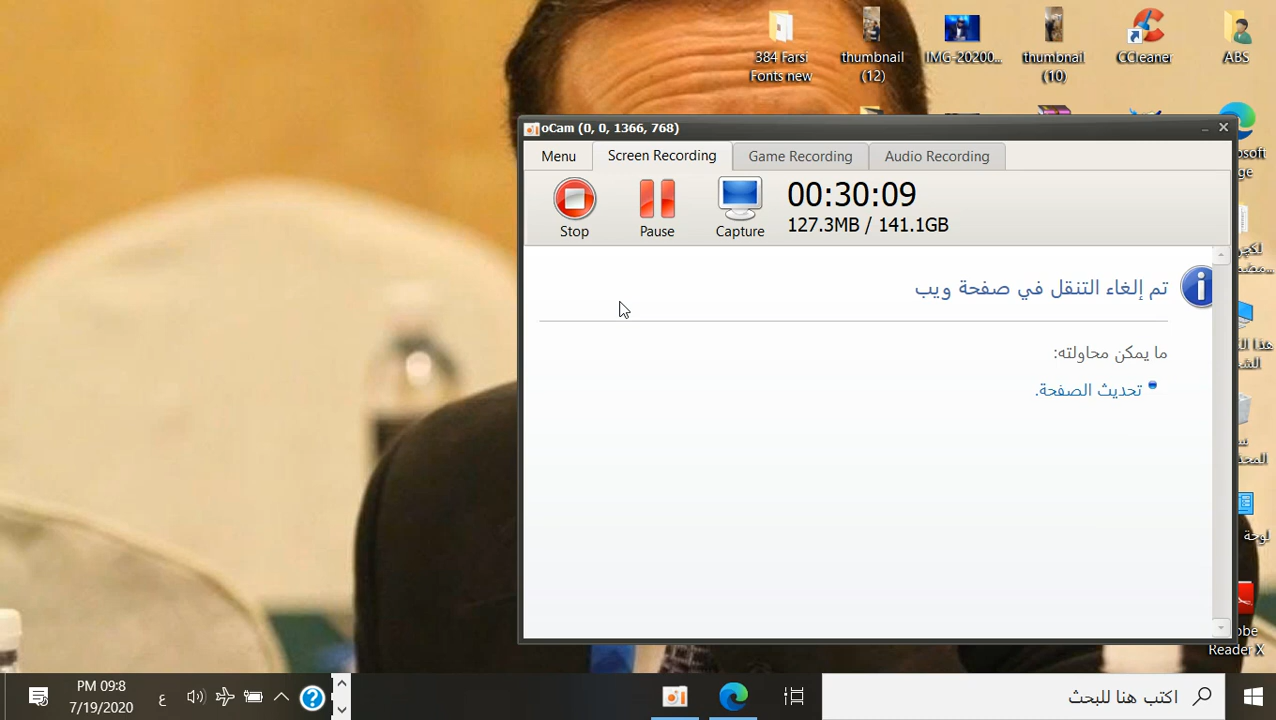 384 Farsi
Fonts new
thumbnail
(12)
IMG-20200...
thumbnail
(10)
CCleaner
ABS
oCam (0, 0, 1366, 768)
Menu
Screen Recording
Game Recording
Audio Recording
Stop
Pause
Capture
00:30:09
127.3MB / 141.1GB
تم إلغاء التنقل في صفحة ويب
ما يمكن محاولته:
تحديث الصفحة.
Reader X
PM 09:8
7/19/2020
ع
اكتب هنا للبحث